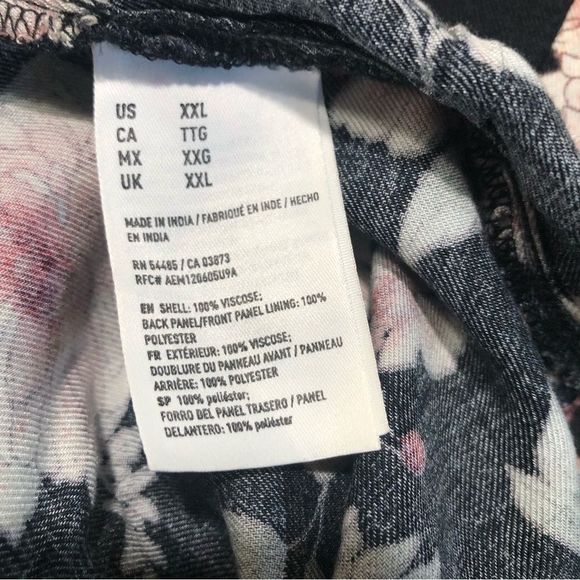 US XXL
CA TTG
MX XXG
UK XXL
MADE IN INDIA / FABRIQUÉ EN INDE / HECHO
EN INDIA
RN 54485 / CA 03873
RFC# AEM120605U9A
EN SHELL: 100% VISCOSE;
BACK PANEL/FRONT PANEL LINING: 100%
POLYESTER
FR EXTÉRIEUR: 100% VISCOSE;
DOUBLURE DU PANNEAU AVANT / PANNEAU
ARRIÈRE: 100% POLYESTER
SP 100% poliéster;
FORRO DEL PANEL TRASERO / PANEL
DELANTERO: 100% poliéster